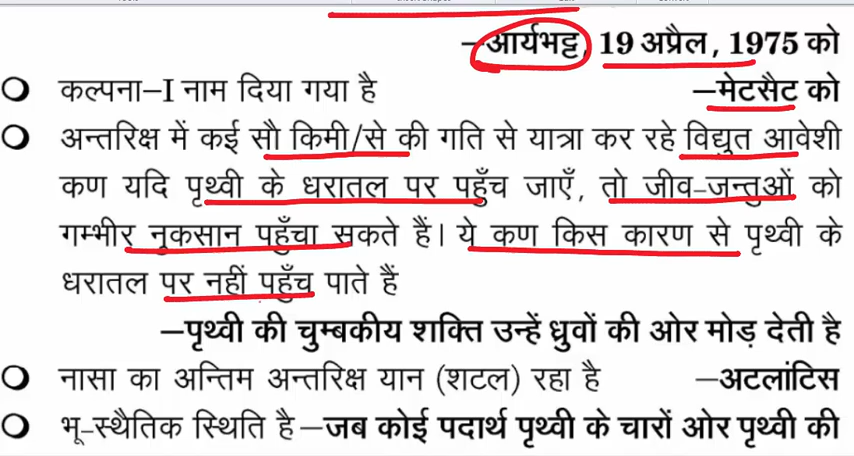 –आर्यभट्ट, 19 अप्रैल, 1975 को
कल्पना–I नाम दिया गया है –मेटसैट को
अन्तरिक्ष में कई सौ किमी/से की गति से यात्रा कर रहे विद्युत आवेशी
कण यदि पृथ्वी के धरातल पर पहुँच जाएँ, तो जीव-जन्तुओं को
गम्भीर नुकसान पहुँचा सकते हैं। ये कण किस कारण से पृथ्वी के
धरातल पर नहीं पहुँच पाते हैं
–पृथ्वी की चुम्बकीय शक्ति उन्हें ध्रुवों की ओर मोड़ देती है
नासा का अन्तिम अन्तरिक्ष यान (शटल) रहा है –अटलांटिस
भू-स्थैतिक स्थिति है–जब कोई पदार्थ पृथ्वी के चारों ओर पृथ्वी की